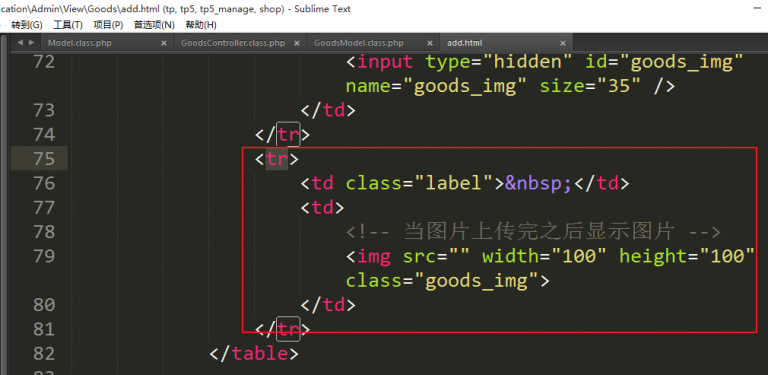 cation\Admin\View\Goods\add.html (tp, tp5, tp5_manage, shop) - Sublime Text
转到(G) 工具(T) 项目(P) 首选项(N) 帮助(H)
Model.class.php × GoodsController.class.php × GoodsModel.class.php × add.html ×
72 <input type="hidden" id="goods_img"
name="goods_img" size="35" />
73 </td>
74 </tr>
75 <tr>
76 <td class="label">&nbsp;</td>
77 <td>
78 <!-- 当图片上传完之后显示图片 -->
79 <img src="" width="100" height="100"
class="goods_img">
80 </td>
81 </tr>
82 </table>